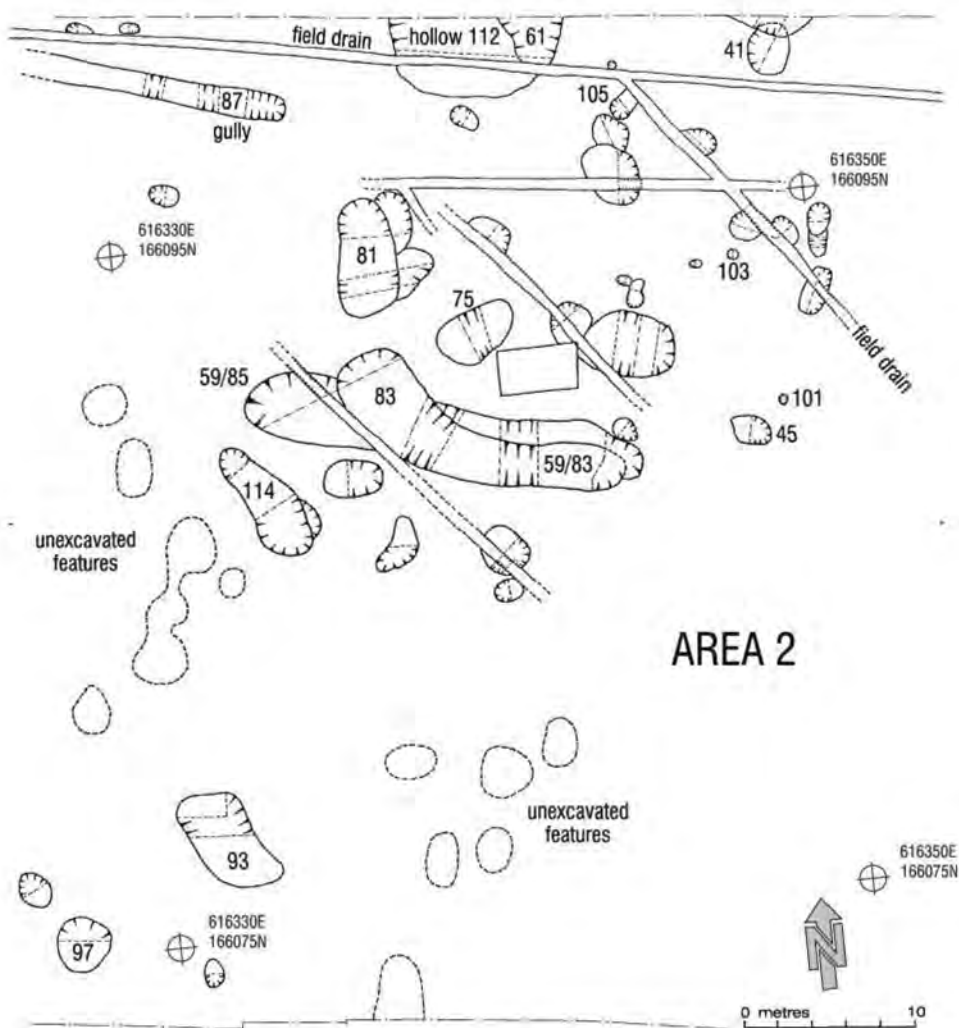 field drain
hollow 112
61
41
87
gully
105
616350E
166095N
616330E
166095N
81
103
75
field drain
59/85
83
101
45
59/83
114
unexcavated
features
AREA 2
unexcavated
features
93
616350E
166075N
616330E
166075N
97
N
0 metres 10